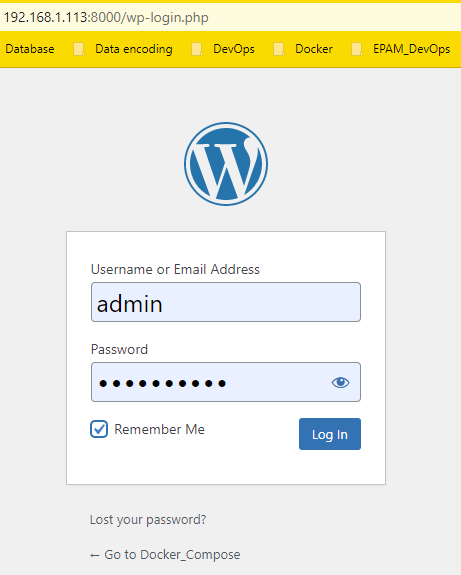 192.168.1.113:8000/wp-login.php
Database Data encoding DevOps Docker EPAM_DevOps
W
Username or Email Address
admin
Password
••••••••••
Remember Me
Log In
Lost your password?
← Go to Docker_Compose